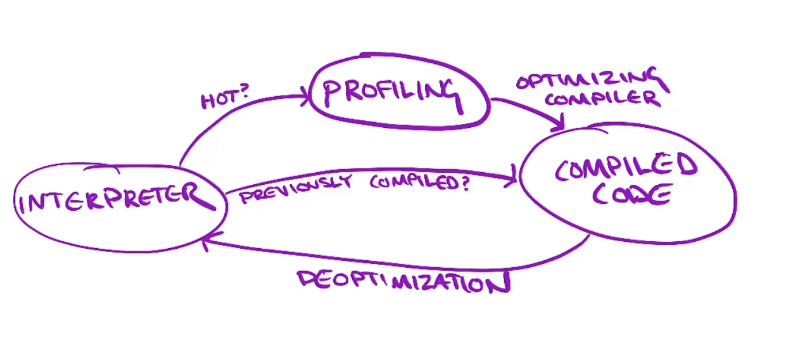 HOT?
PROFILING
OPTIMIZING
COMPILER
INTERPRETER
PREVIOUSLY COMPILED?
COMPILED
CODE
DEOPTIMIZATION